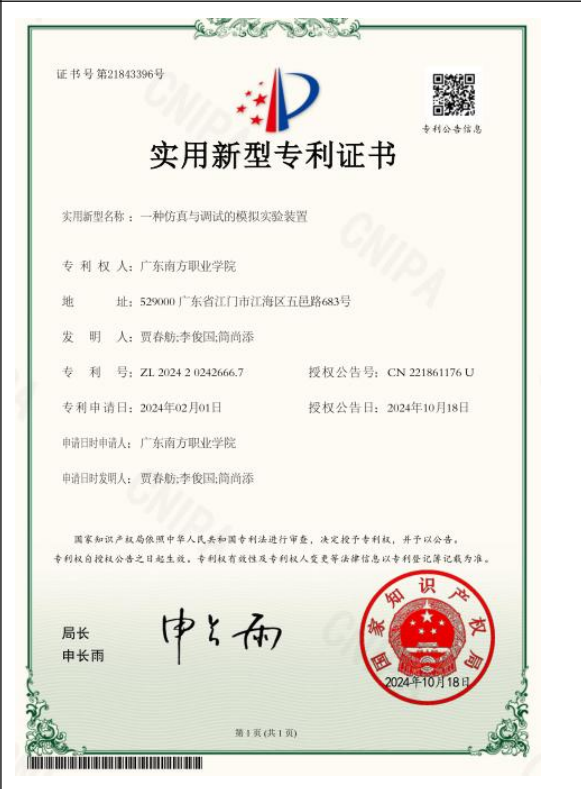 证书号第21843396号
专利公告信息
实用新型专利证书
实用新型名称：一种仿真与调试的模拟实验装置
专利权人：广东南方职业学院
地址：529000 广东省江门市江海区五邑路683号
发明人：贾春舫;李俊国;简尚添
专利号：ZL 2024 2 0242666.7
授权公告号：CN 221861176 U
专利申请日：2024年02月01日
授权公告日：2024年10月18日
申请日时申请人：广东南方职业学院
申请日时发明人：贾春舫;李俊国;简尚添
国家知识产权局依照中华人民共和国专利法进行审查，决定授予专利权，并予以公告。
专利权自授权公告之日起生效。专利权有效性及专利权人变更等法律信息以专利登记簿记载为准。
局长
申长雨
申长雨
国家知识产权局
2024年10月18日
第1页(共1页)
CNIPA
CNIPA
CNIPA